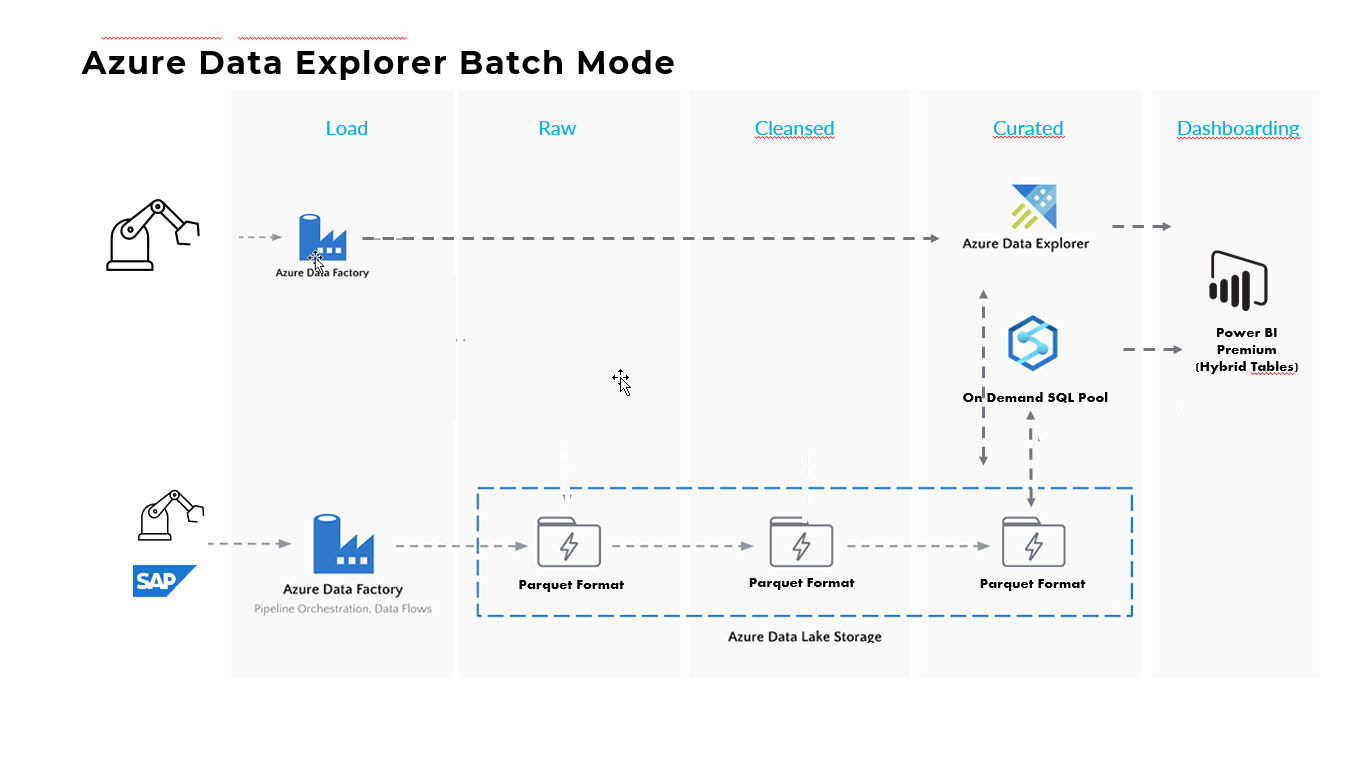 Azure Data Explorer Batch Mode
Load
Raw
Cleansed
Curated
Dashboarding
Azure Data Factory
Azure Data Explorer
On Demand SQL Pool
Power BI
Premium
(Hybrid Tables)
SAP
Azure Data Factory
Pipeline Orchestration, Data Flows
Parquet Format
Parquet Format
Parquet Format
Azure Data Lake Storage